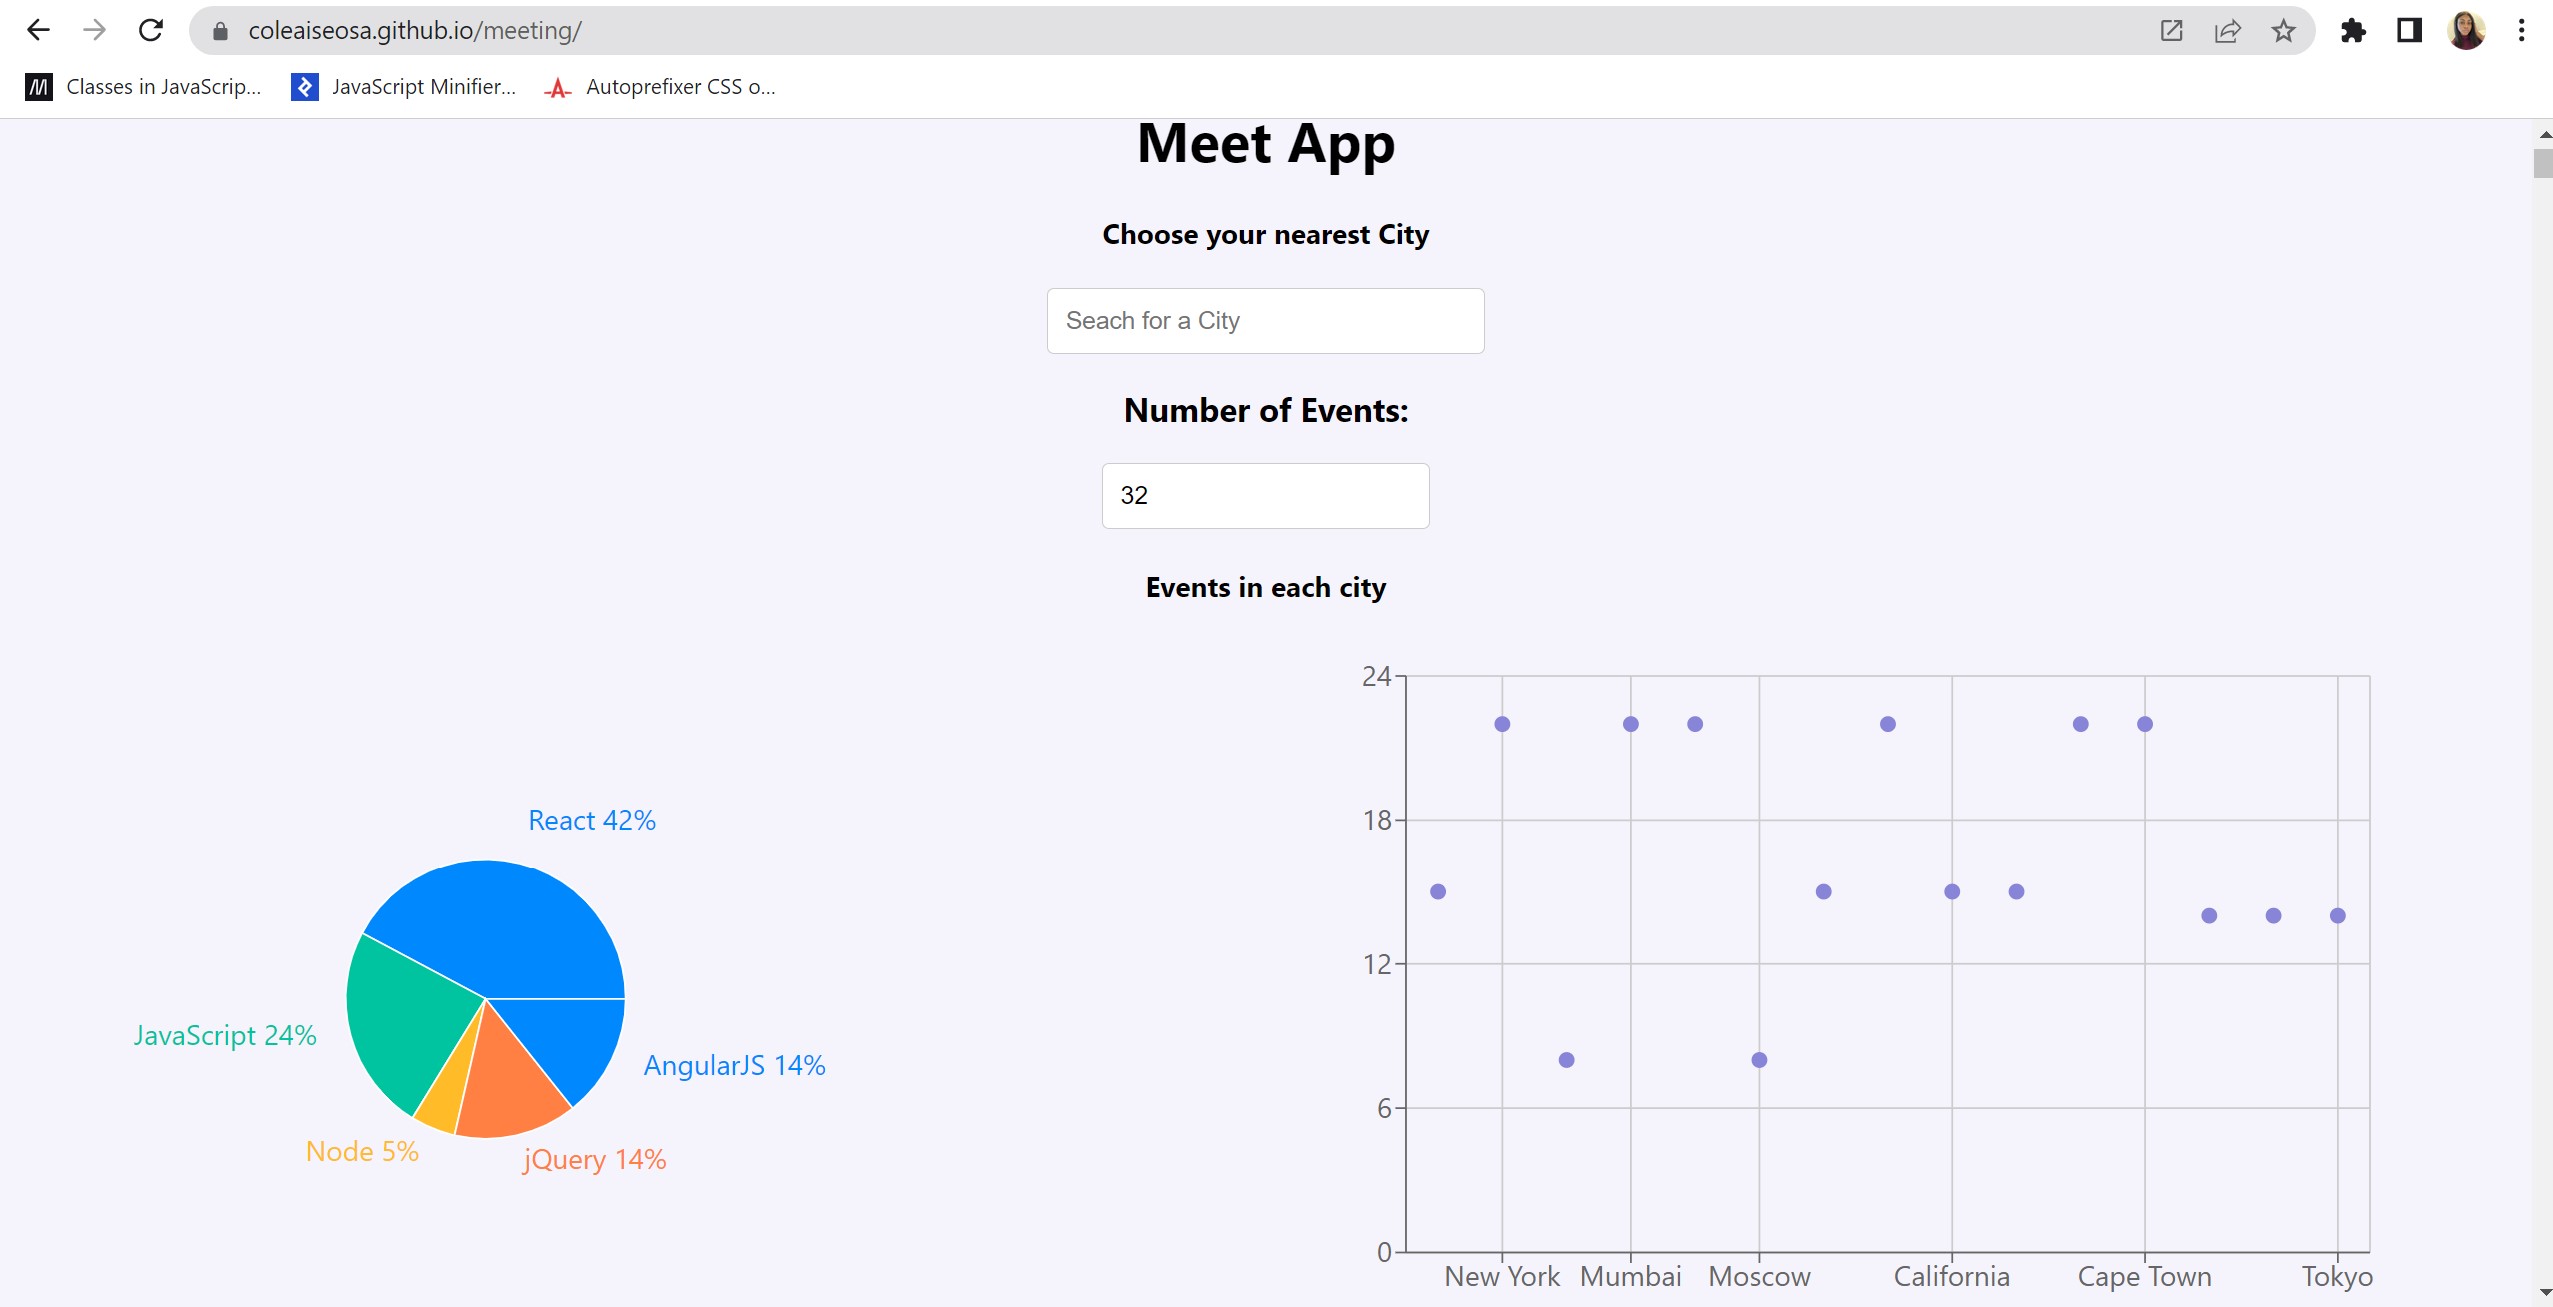 coleaiseosa.github.io/meeting/
Classes in JavaScrip... JavaScript Minifier... Autoprefixer CSS o...
Meet App
Choose your nearest City
Seach for a City
Number of Events:
32
Events in each city
React 42%
JavaScript 24%
AngularJS 14%
Node 5%
jQuery 14%
24
18
12
6
0
New York Mumbai Moscow California Cape Town Tokyo